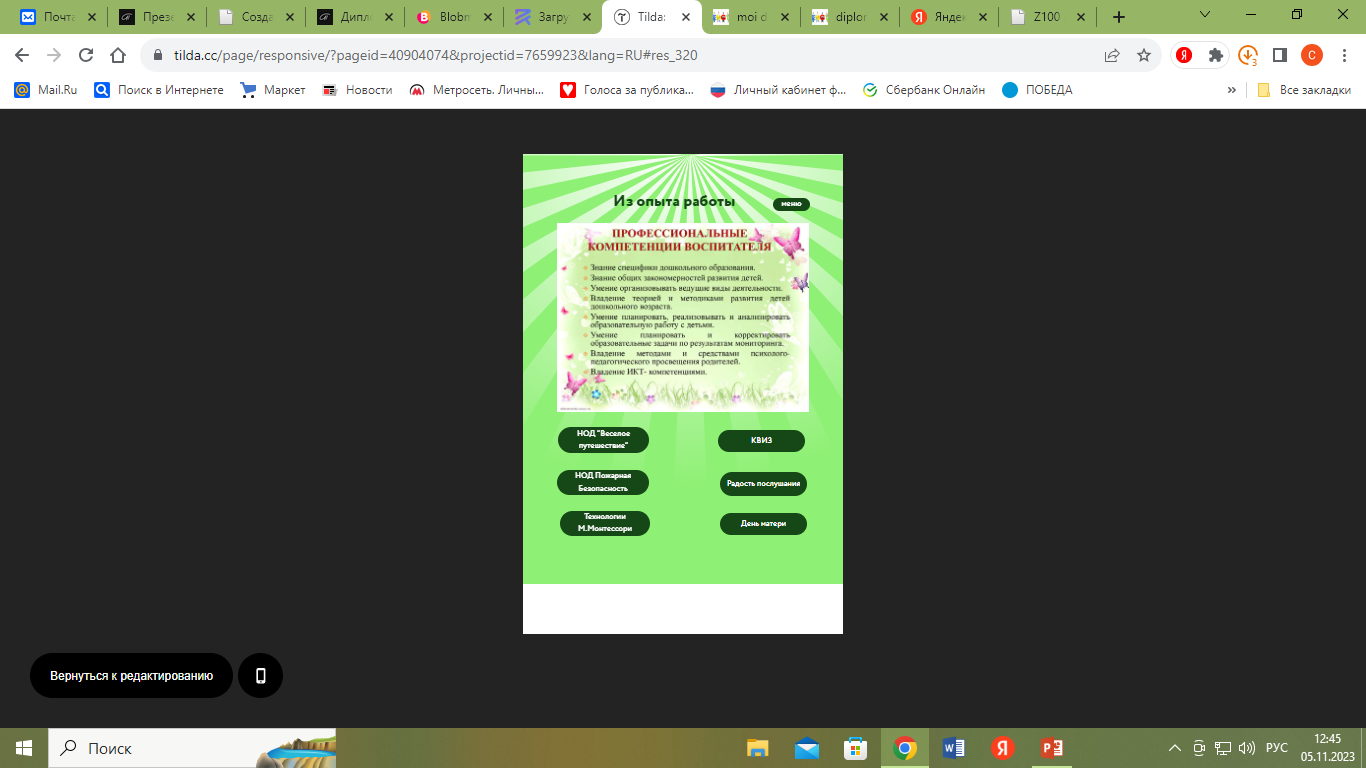 Почта
През
Созда
Дипл
Blobm
Загру
Tilda:
moi d
diplor
Яндек
Z100
tilda.cc/page/responsive/?pageid=40904074&projectid=7659923&lang=RU#res_320
3
С
Mail.Ru
Поиск в Интернете
Маркет
Новости
Метросеть. Личны...
Голоса за публика...
Личный кабинет ф...
Сбербанк Онлайн
ПОБЕДА
»
Все закладки
Из опыта работы
меню
ПРОФЕССИОНАЛЬНЫЕ
КОМПЕТЕНЦИИ ВОСПИТАТЕЛЯ
Знание специфики дошкольного образования.
Знание общих закономерностей развития детей.
Умение организовывать ведущие виды деятельности.
Владение теорией и методиками развития детей
дошкольного возраста.
Умение планировать, реализовывать и анализировать
образовательную работу с детьми.
Умение планировать и корректировать
образовательные задачи по результатам мониторинга.
Владение методами и средствами психолого-
педагогического просвещения родителей.
Владение ИКТ- компетенциями.
НОД "Веселое
путешествие"
КВИЗ
НОД Пожарная
Безопасность
Радость послушания
Технологии
М.Монтессори
День матери
Вернуться к редактированию
Поиск
РУС
12:45
05.11.2023